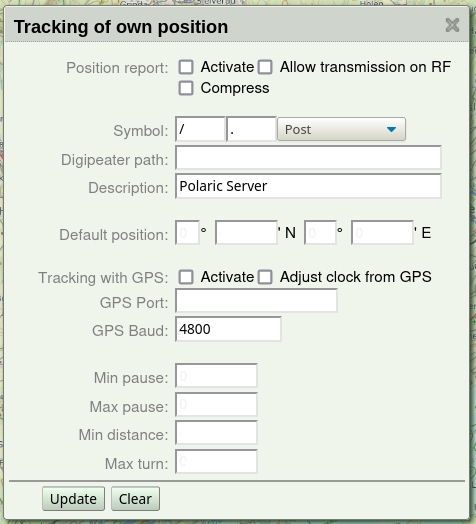 Tracking of own position
Position report: Activate Allow transmission on RF
Compress
Symbol: / . Post
Digipeater path:
Description: Polaric Server
Default position: 0 ° ' N 0 ° 0 ' E
Tracking with GPS: Activate Adjust clock from GPS
GPS Port:
GPS Baud: 4800
Min pause: 0
Max pause: 0
Min distance:
Max turn: 0
Update Clear